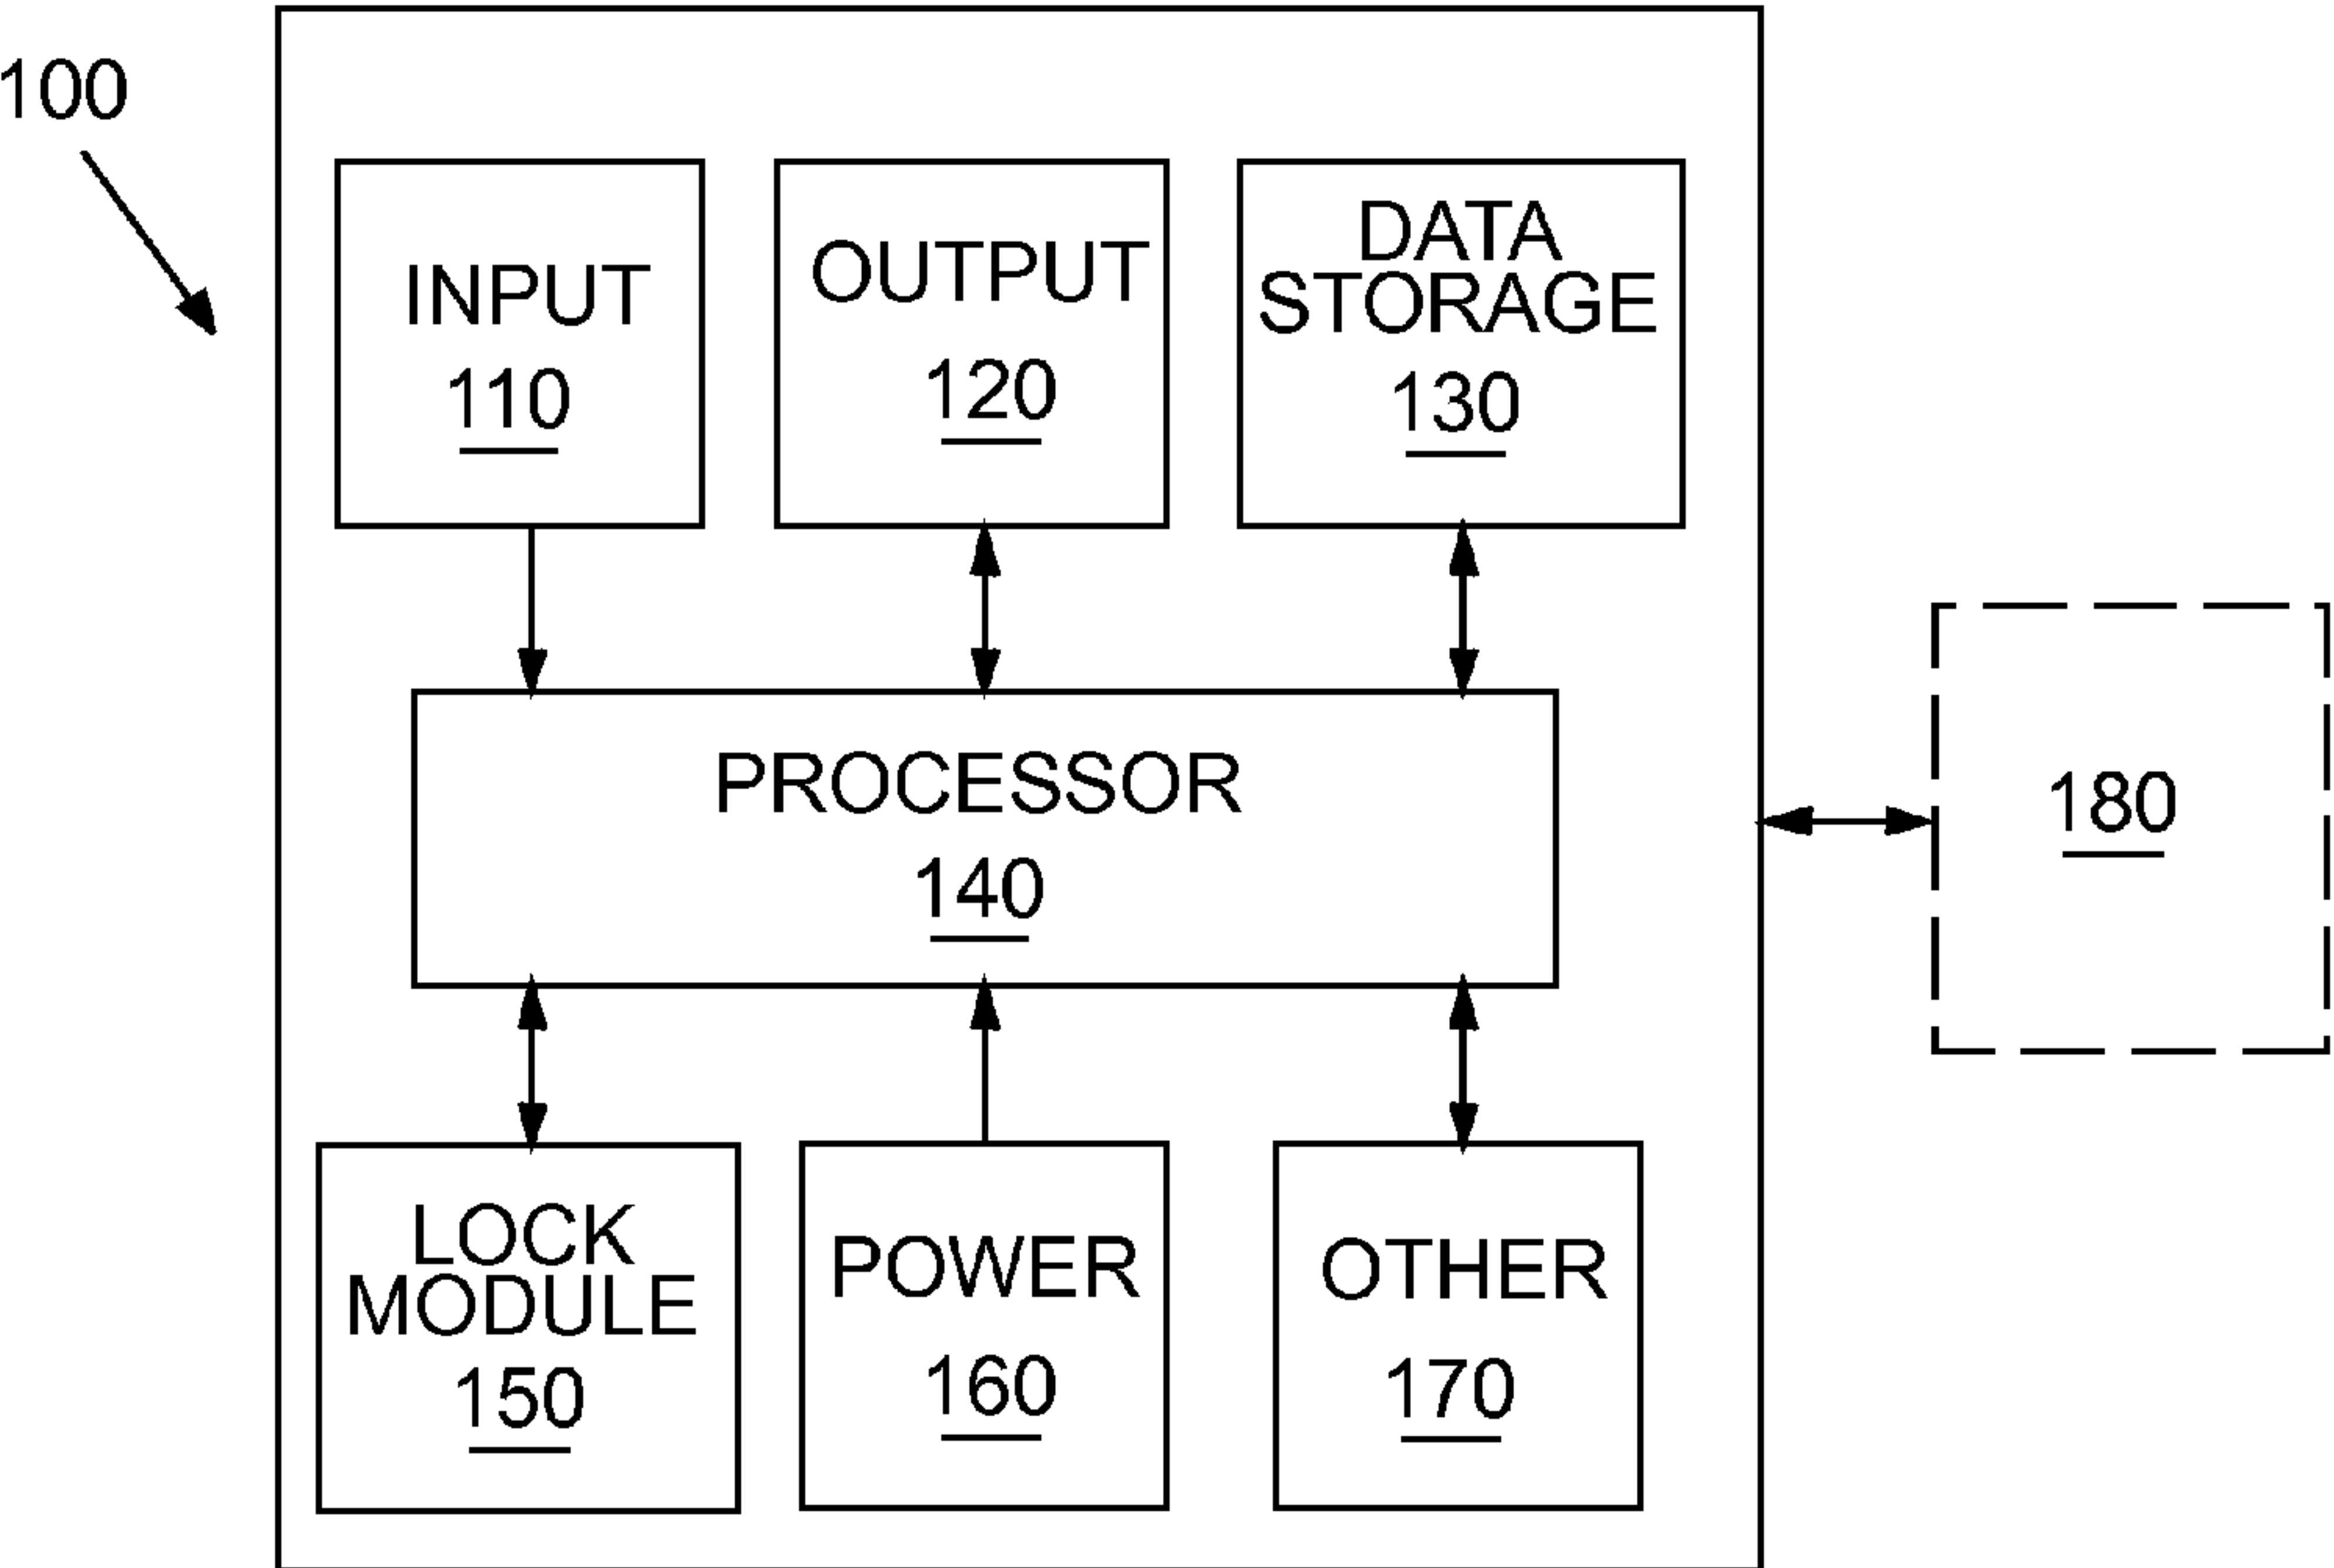 100
INPUT
110
OUTPUT
120
DATA
STORAGE
130
PROCESSOR
140
180
LOCK
MODULE
150
POWER
160
OTHER
170